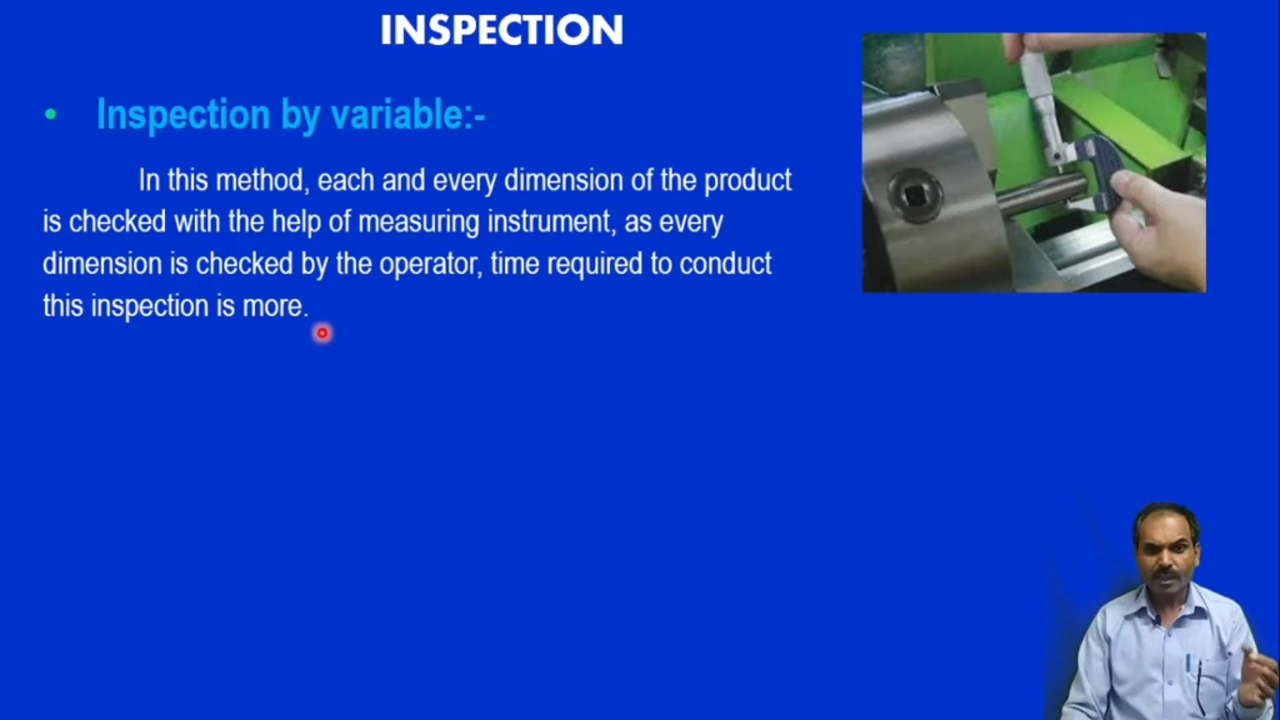 INSPECTION
• Inspection by variable:-
In this method, each and every dimension of the product
is checked with the help of measuring instrument, as every
dimension is checked by the operator, time required to conduct
this inspection is more.